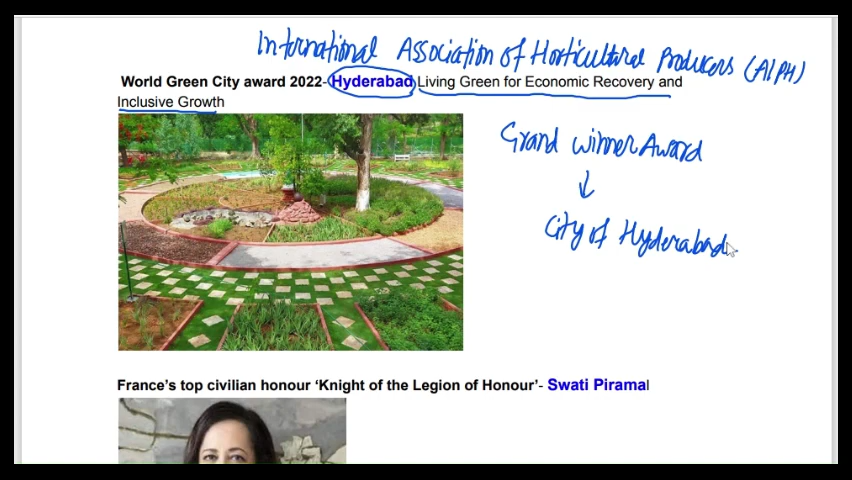 International Association of Horticultural Producers (AIPH)
World Green City award 2022- Hyderabad Living Green for Economic Recovery and
Inclusive Growth
Grand winner Award
↓
City of Hyderabad
France's top civilian honour 'Knight of the Legion of Honour'- Swati Piramal